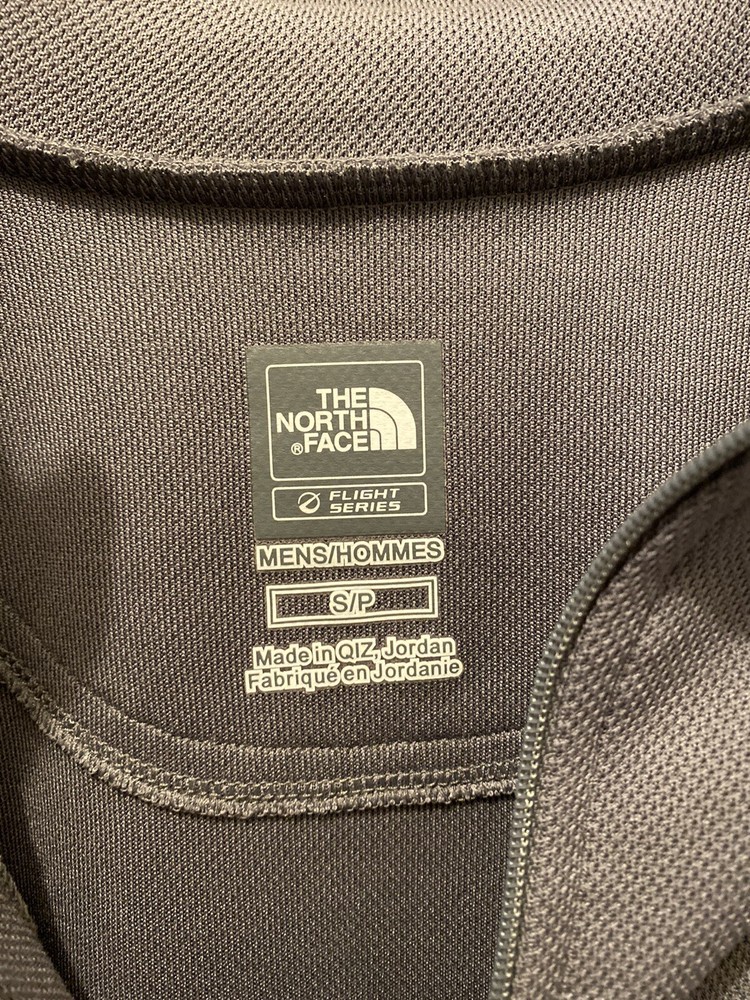 THE
NORTH
®FACE
FLIGHT
SERIES
MENS/HOMMES
S/P
Made in QIZ, Jordan
Fabriqué en Jordanie